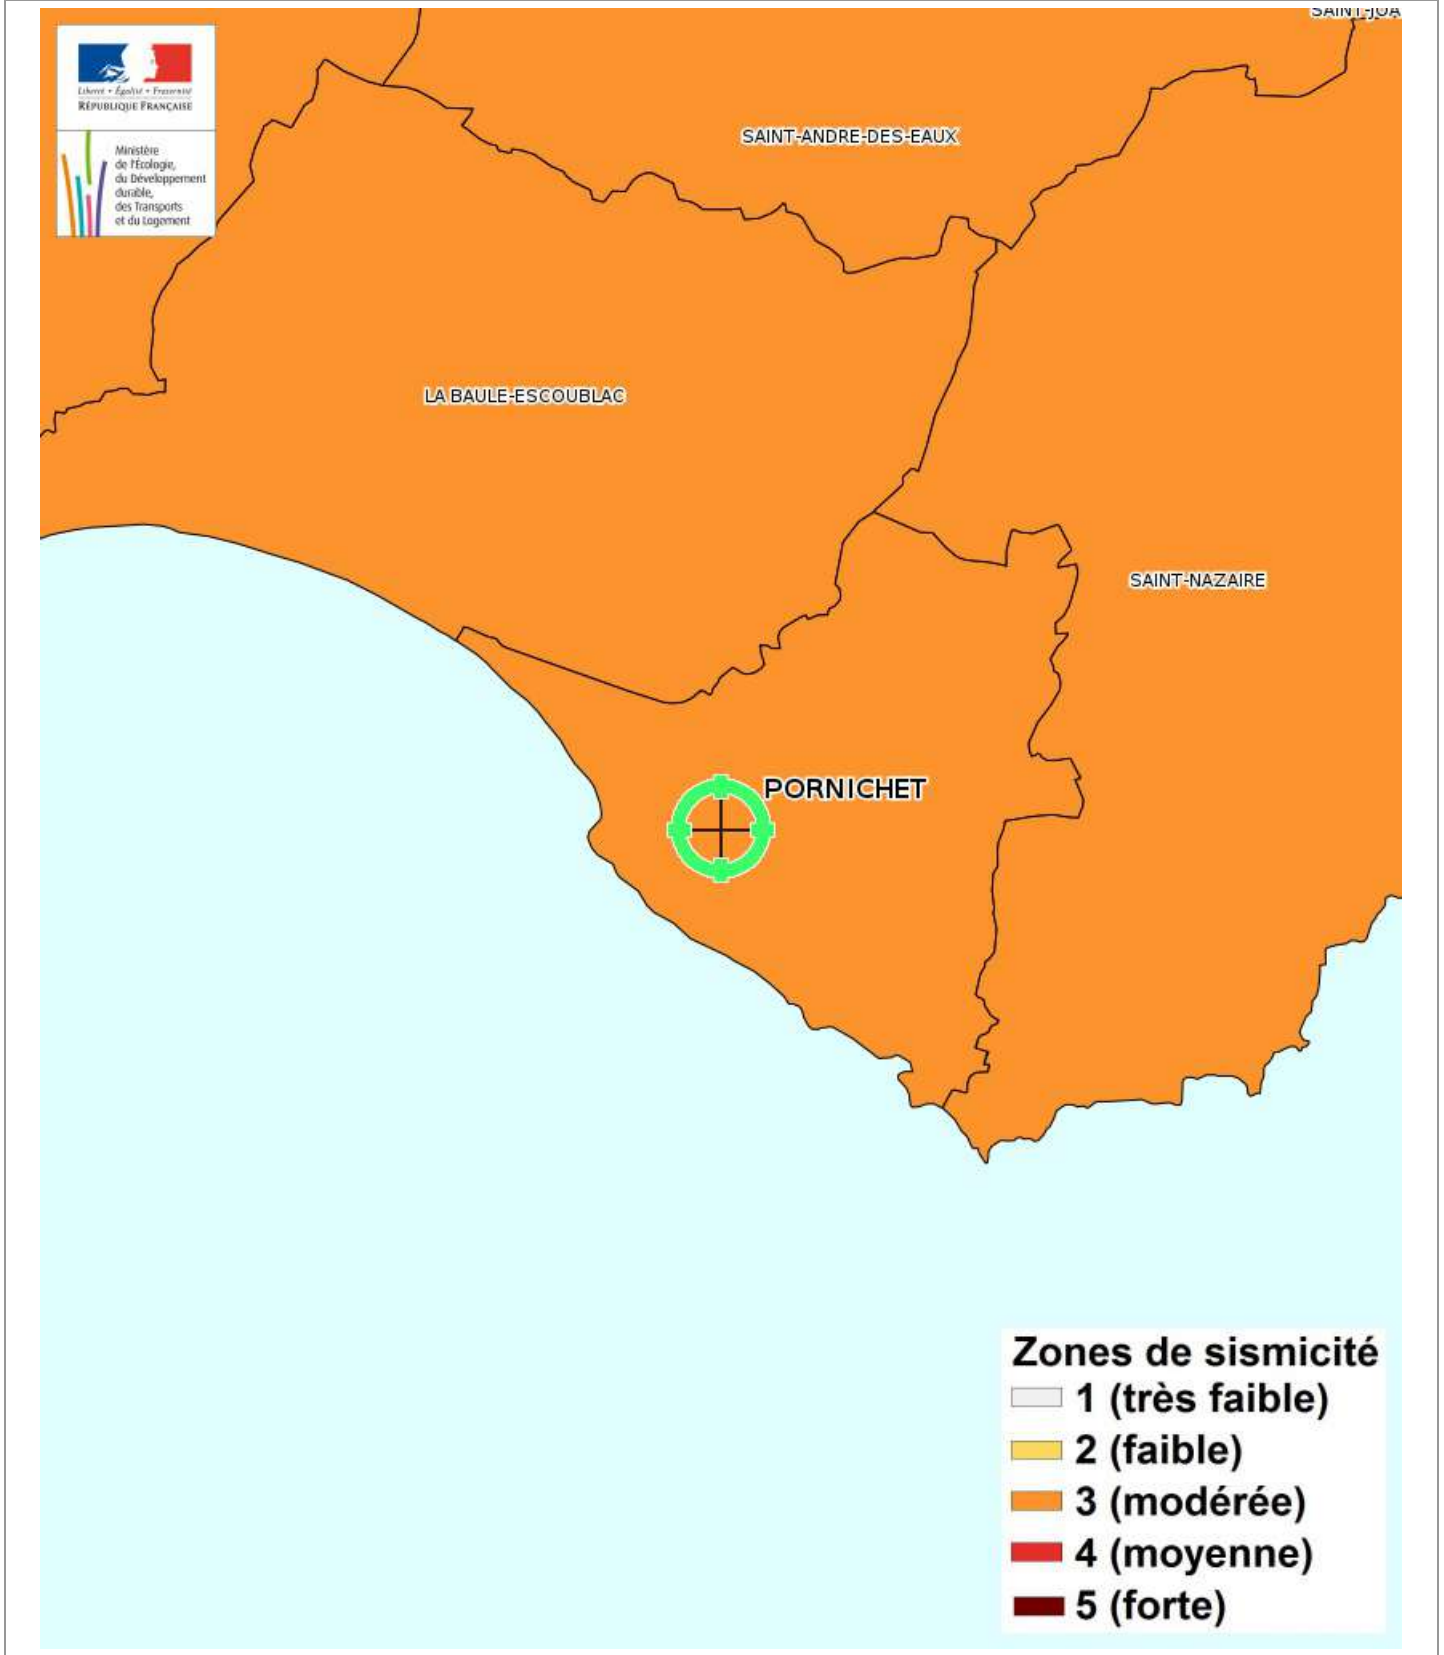 SAINT-JOA
Liberté • Égalité • Fraternité
RÉPUBLIQUE FRANÇAISE
Ministère
de l'Écologie,
du Développement
durable,
des Transports
et du Logement
SAINT-ANDRE-DES-EAUX
LA BAULE-ESCOUBLAC
SAINT-NAZAIRE
PORNICHET
Zones de sismicité
1 (très faible)
2 (faible)
3 (modérée)
4 (moyenne)
5 (forte)